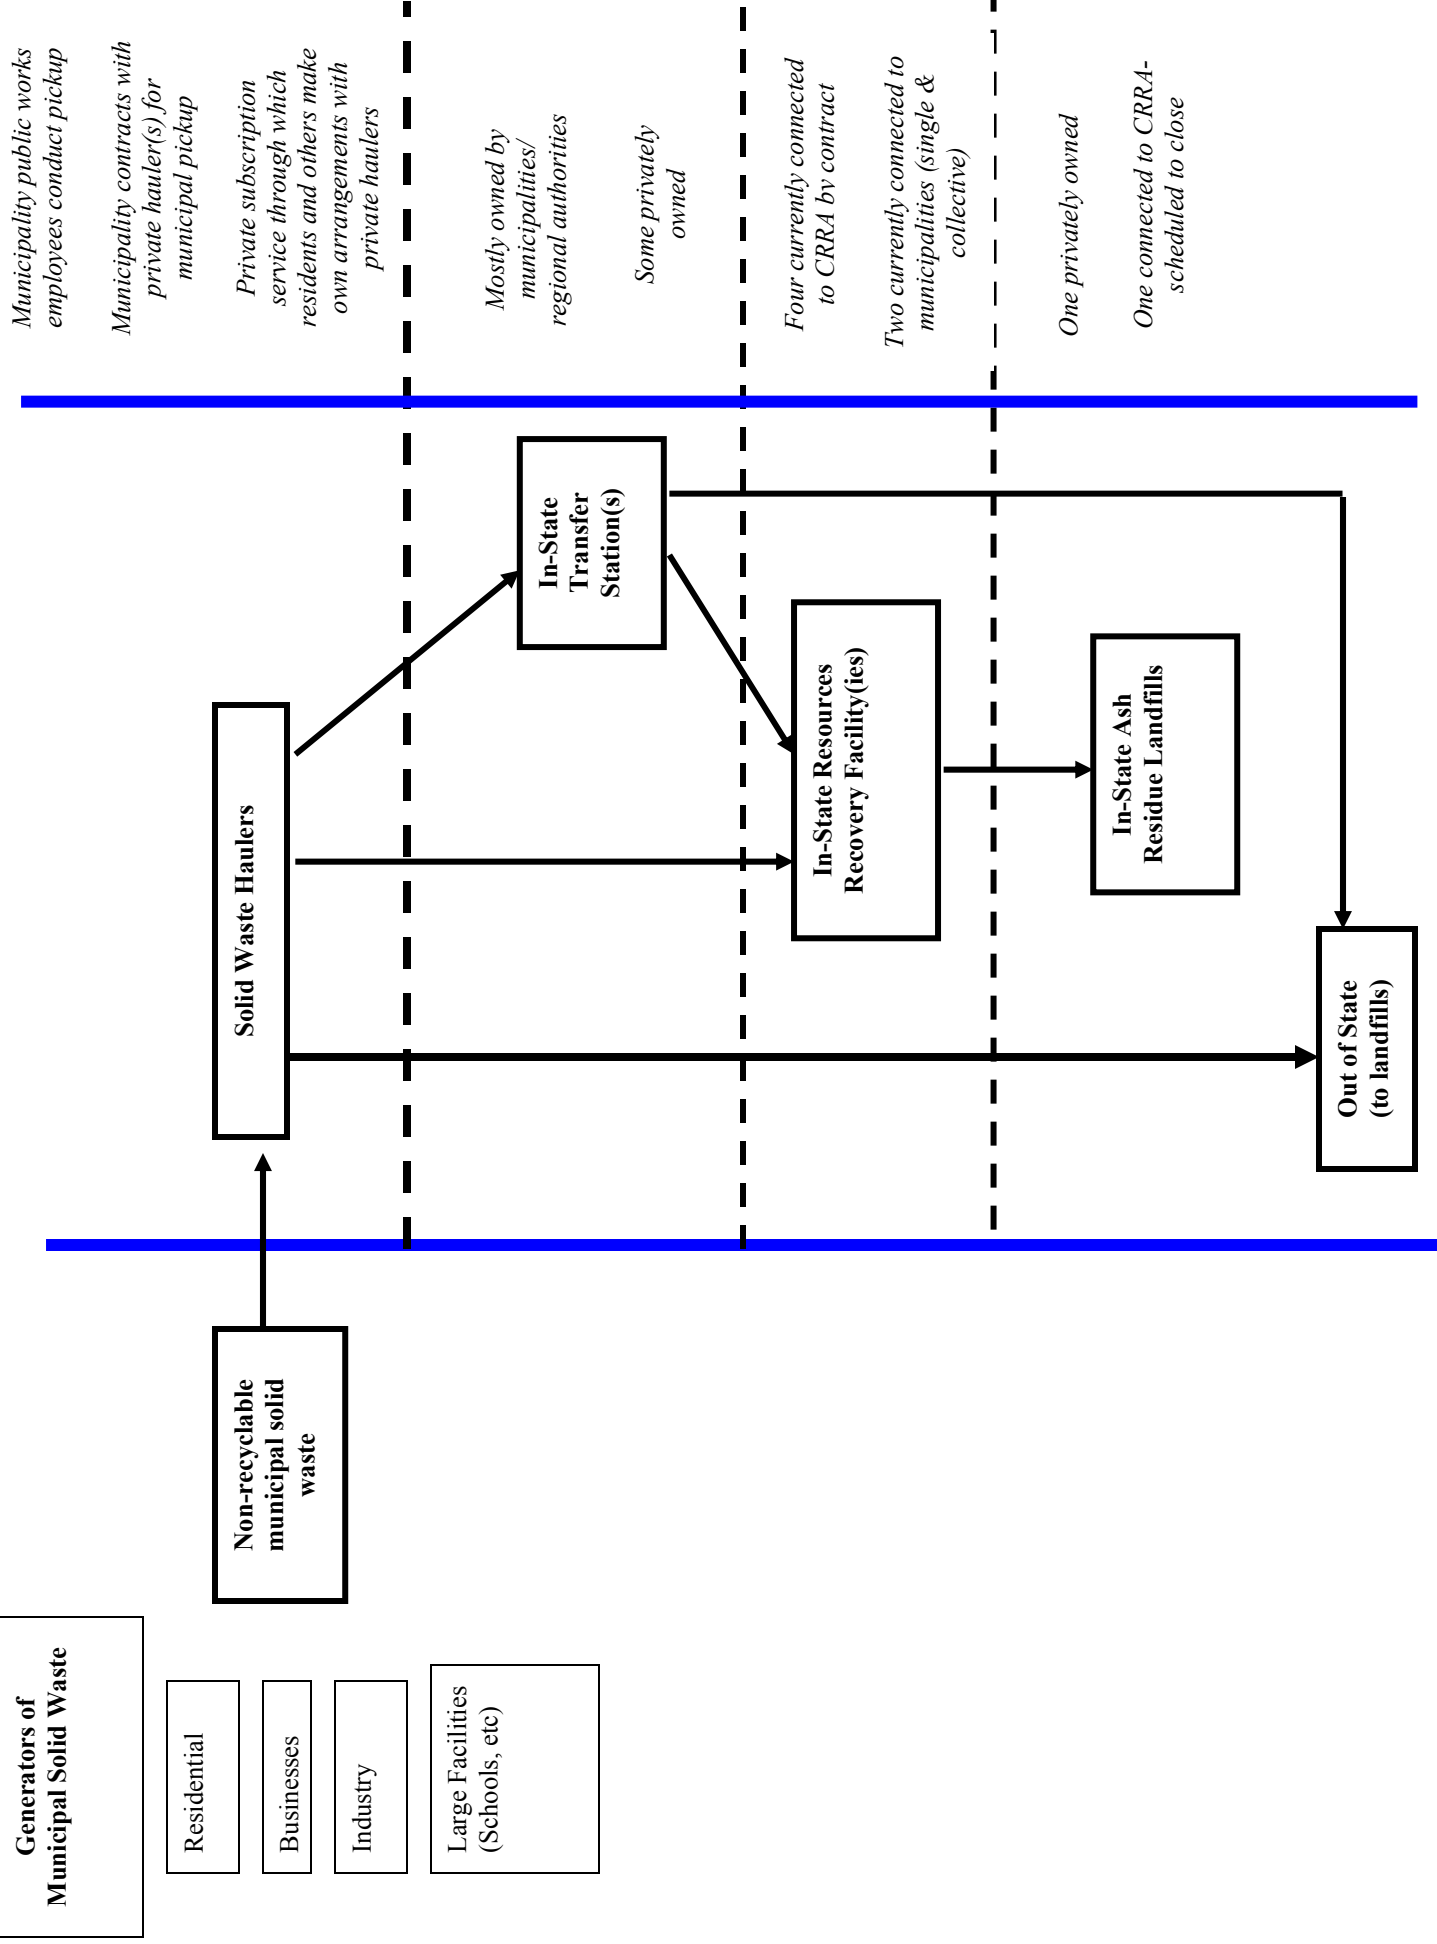 Generators of
Municipal Solid Waste
Residential
Businesses
Industry
Large Facilities
(Schools, etc)
Non-recyclable
municipal solid
waste
Solid Waste Haulers
In-State
Transfer
Station(s)
In-State Resources
Recovery Facility(ies)
In-State Ash
Residue Landfills
Out of State
(to landfills)
Municipality public works
employees conduct pickup
Municipality contracts with
private hauler(s) for
municipal pickup
Private subscription
service through which
residents and others make
own arrangements with
private haulers
Mostly owned by
municipalities/
regional authorities
Some privately
owned
Four currently connected
to CRRA by contract
Two currently connected to
municipalities (single &
collective)
One privately owned
One connected to CRRA-
scheduled to close